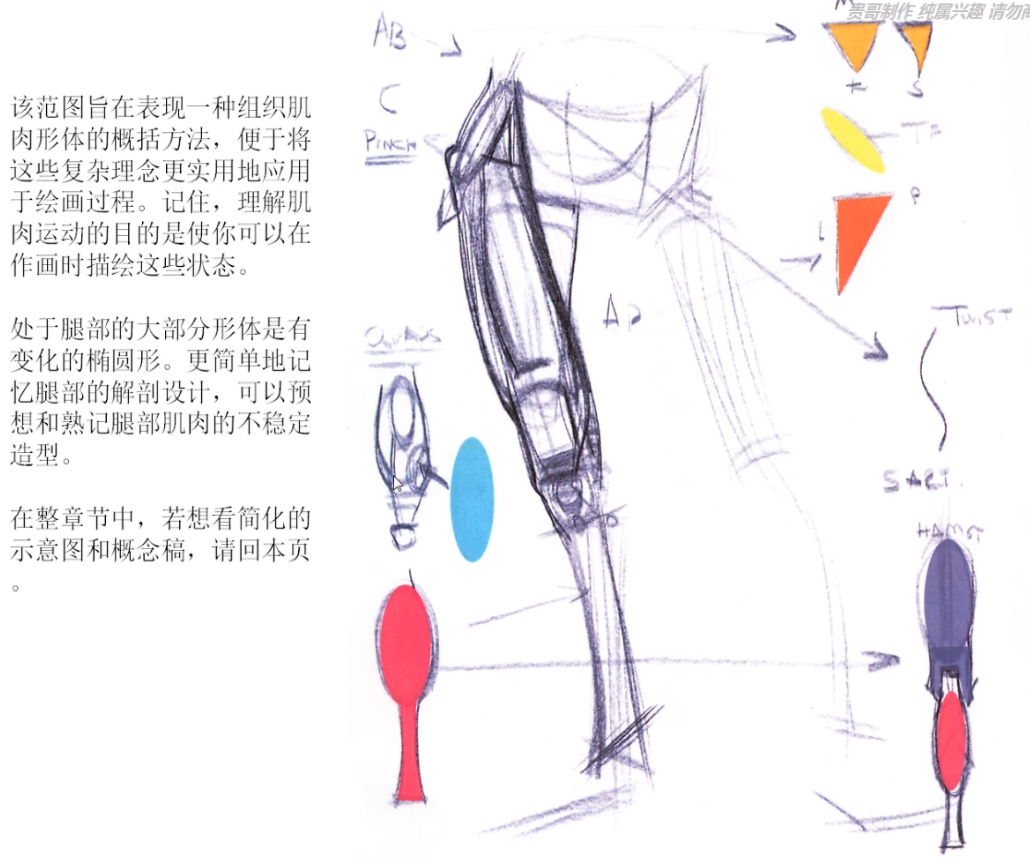 贵哥制作 纯属兴趣 请勿商
AB
M
C
t
S
PINCH
TF
该范图旨在表现一种组织肌
肉形体的概括方法，便于将
这些复杂理念更实用地应用
于绘画过程。记住，理解肌
肉运动的目的是使你可以在
作画时描绘这些状态。
P
L
处于腿部的大部分形体是有
变化的椭圆形。更简单地记
忆腿部的解剖设计，可以预
想和熟记腿部肌肉的不稳定
造型。
AD
TWIST
QUADS
SART.
在整章节中，若想看简化的
示意图和概念稿，请回本页
。
HAMST